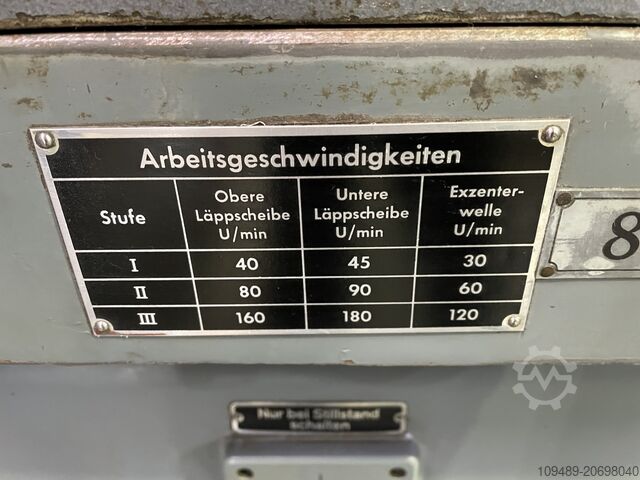 Arbeitsgeschwindigkeiten
Stufe
Obere
Läppscheibe
U/min
Untere
Läppscheibe
U/min
Exzenter-
welle
U/min
I 40 45 30
II 80 90 60
III 160 180 120
8
Nur bei Stillstand
schalten
109489-20698040